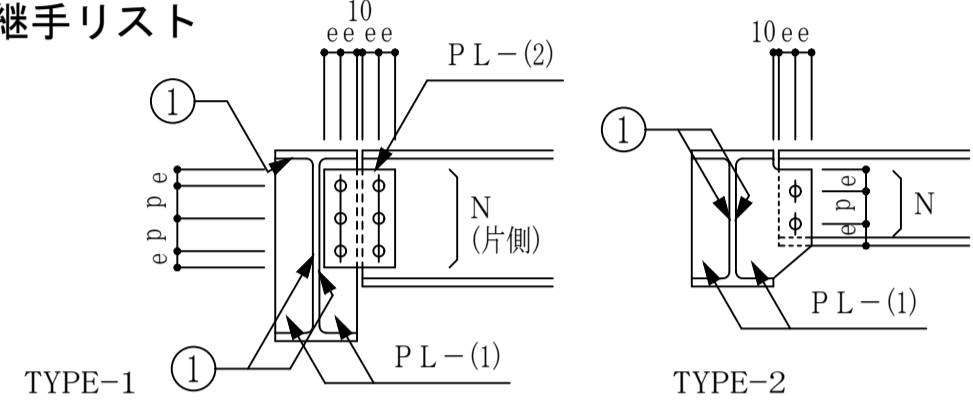 継手リスト
10
e e e e
PL-(2)
1
e
p
p
e
N
(片側)
1
PL-(1)
TYPE-1
10 e e
1
e
p
e
N
PL-(1)
TYPE-2